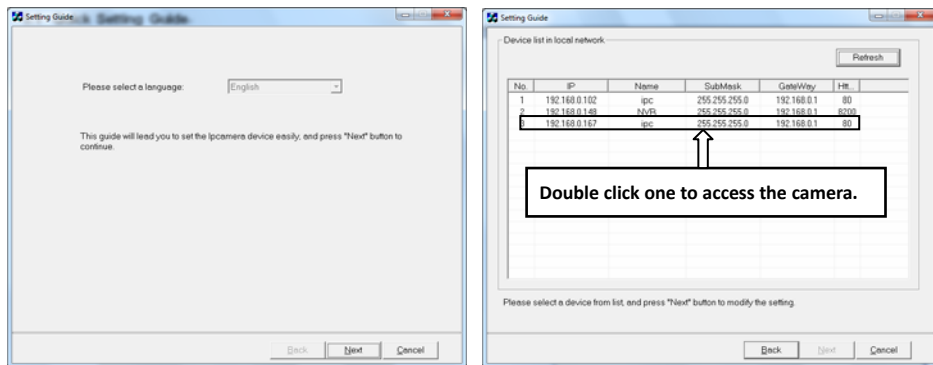 Setting Guide
Please select a language:
English
This guide will lead you to set the Ipcamera device easily, and press "Next" button to
continue.
Back
Next
Cancel
Setting Guide
Device list in local network
Refresh
No. IP Name SubMask GateWay Htt...
1 192.168.0.102 ipc 255.255.255.0 192.168.0.1 80
2 192.168.0.148 NVR 255.255.255.0 192.168.0.1 8200
3 192.168.0.167 ipc 255.255.255.0 192.168.0.1 80
Double click one to access the camera.
Please select a device from list, and press "Next" button to modify the setting.
Back
Next
Cancel